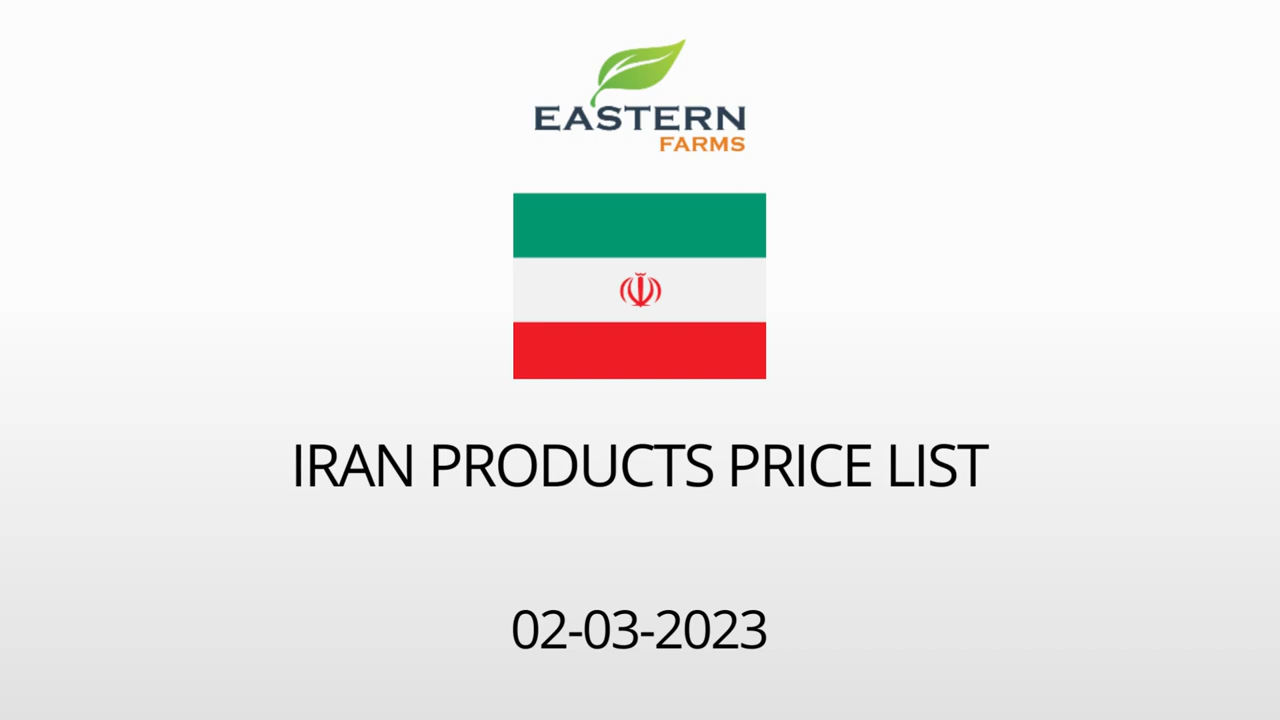 EASTERN
FARMS
IRAN PRODUCTS PRICE LIST
02-03-2023